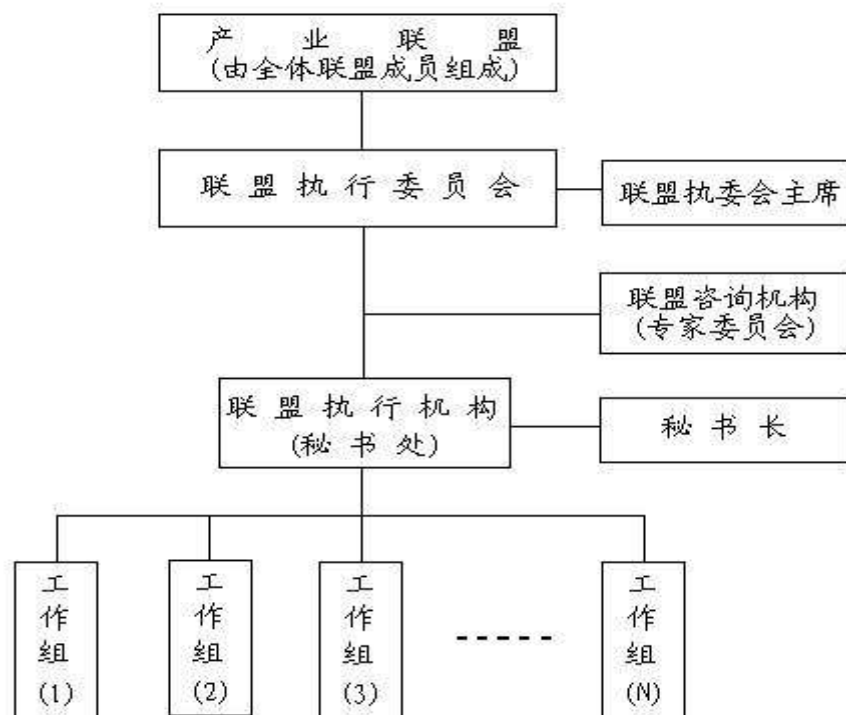 产业联盟
(由全体联盟成员组成)
联盟执行委员会
联盟执委会主席
联盟咨询机构
(专家委员会)
联盟执行机构
(秘书处)
秘书长
工作组(1)
工作组(2)
工作组(3)
-----
工作组(N)